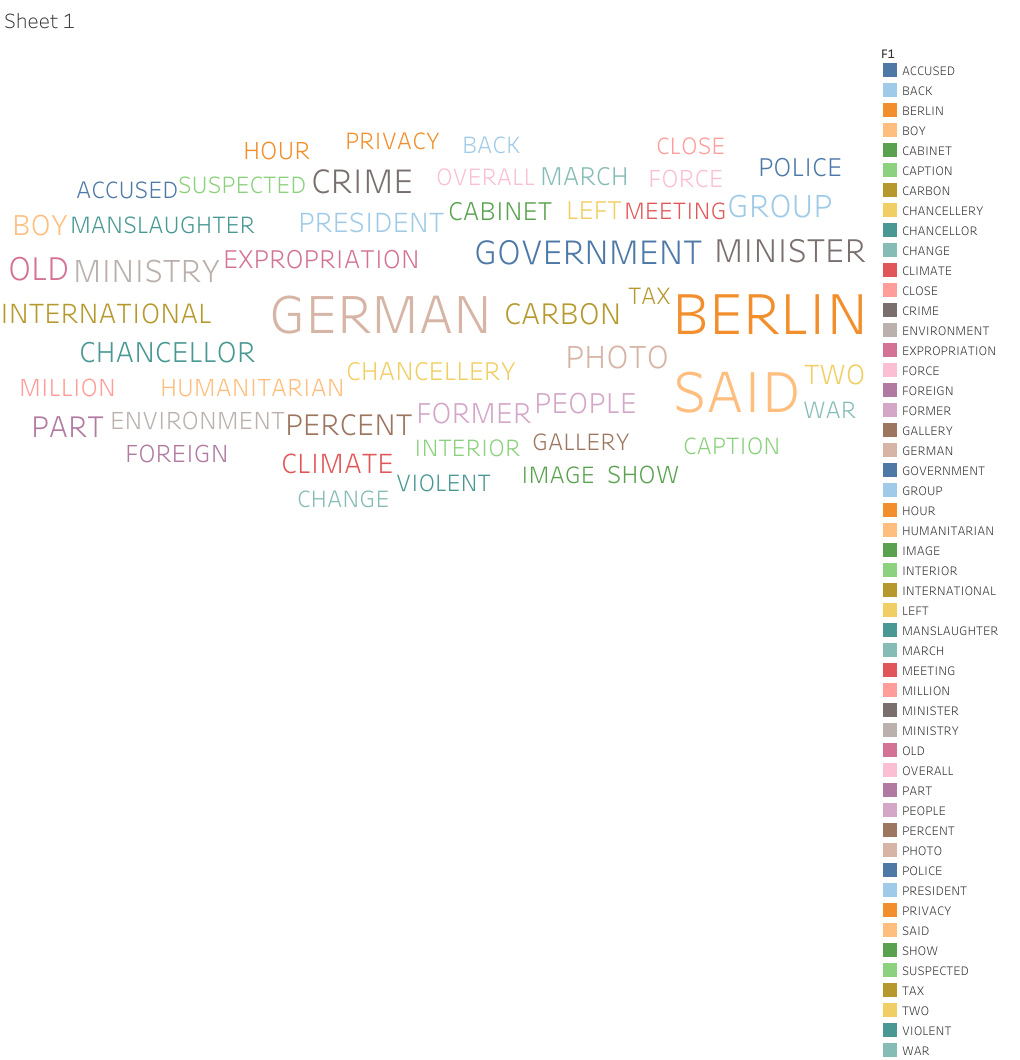 Sheet 1
F1
HOUR PRIVACY BACK CLOSE
POLICE
ACCUSED SUSPECTED CRIME OVERALL MARCH FORCE
BOY MANSLAUGHTER PRESIDENT CABINET LEFT MEETING GROUP
OLD MINISTRY EXPROPRIATION GOVERNMENT MINISTER
INTERNATIONAL GERMAN CARBON TAX BERLIN
CHANCELLOR PHOTO
MILLION HUMANITARIAN CHANCELLERY SAID TWO
PART ENVIRONMENT PERCENT FORMER PEOPLE WAR
FOREIGN CLIMATE INTERIOR GALLERY CAPTION
CHANGE VIOLENT IMAGE SHOW
ACCUSED
BACK
BERLIN
BOY
CABINET
CAPTION
CARBON
CHANCELLERY
CHANCELLOR
CHANGE
CLIMATE
CLOSE
CRIME
ENVIRONMENT
EXPROPRIATION
FORCE
FOREIGN
FORMER
GALLERY
GERMAN
GOVERNMENT
GROUP
HOUR
HUMANITARIAN
IMAGE
INTERIOR
INTERNATIONAL
LEFT
MANSLAUGHTER
MARCH
MEETING
MILLION
MINISTER
MINISTRY
OLD
OVERALL
PART
PEOPLE
PERCENT
PHOTO
POLICE
PRESIDENT
PRIVACY
SAID
SHOW
SUSPECTED
TAX
TWO
VIOLENT
WAR